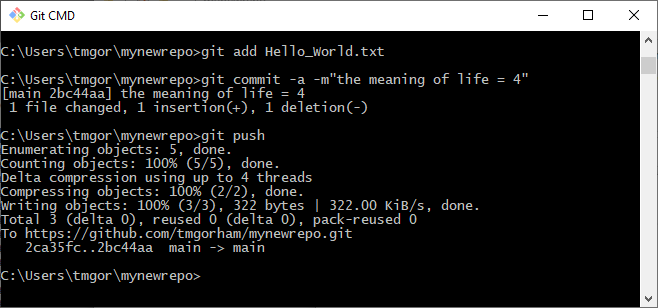 Git CMD
C:\Users\tmgor\mynewrepo>git add Hello_World.txt
C:\Users\tmgor\mynewrepo>git commit -a -m"the meaning of life = 4"
[main 2bc44aa] the meaning of life = 4
 1 file changed, 1 insertion(+), 1 deletion(-)
C:\Users\tmgor\mynewrepo>git push
Enumerating objects: 5, done.
Counting objects: 100% (5/5), done.
Delta compression using up to 4 threads
Compressing objects: 100% (2/2), done.
Writing objects: 100% (3/3), 322 bytes | 322.00 KiB/s, done.
Total 3 (delta 0), reused 0 (delta 0), pack-reused 0
To https://github.com/tmgorham/mynewrepo.git
   2ca35fc..2bc44aa  main -> main
C:\Users\tmgor\mynewrepo>